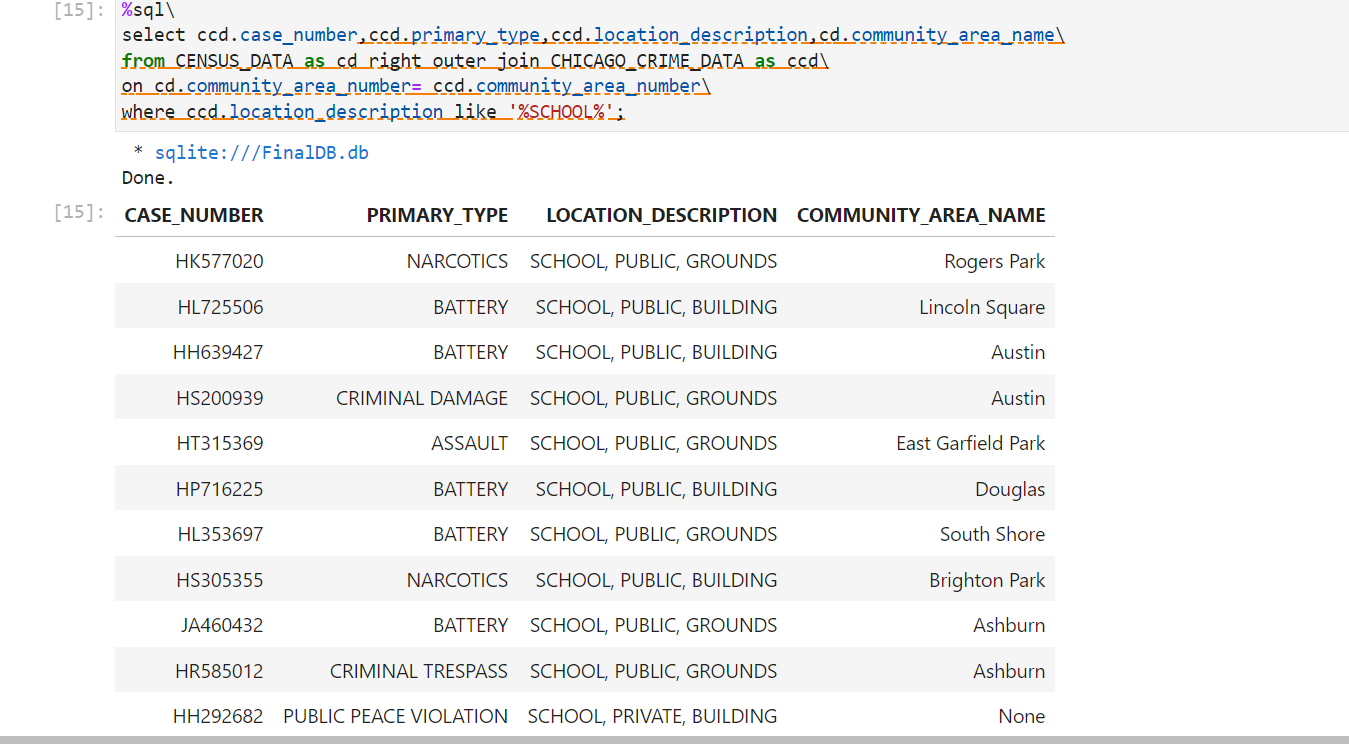 [15]: %sql\
select ccd.case_number,ccd.primary_type,ccd.location_description,cd.community_area_name\
from CENSUS_DATA as cd right outer join CHICAGO_CRIME_DATA as ccd\
on cd.community_area_number= ccd.community_area_number\
where ccd.location_description like '%SCHOOL%';
* sqlite:///FinalDB.db
Done.
[15]: CASE_NUMBER PRIMARY_TYPE LOCATION_DESCRIPTION COMMUNITY_AREA_NAME
HK577020 NARCOTICS SCHOOL, PUBLIC, GROUNDS Rogers Park
HL725506 BATTERY SCHOOL, PUBLIC, BUILDING Lincoln Square
HH639427 BATTERY SCHOOL, PUBLIC, BUILDING Austin
HS200939 CRIMINAL DAMAGE SCHOOL, PUBLIC, GROUNDS Austin
HT315369 ASSAULT SCHOOL, PUBLIC, GROUNDS East Garfield Park
HP716225 BATTERY SCHOOL, PUBLIC, BUILDING Douglas
HL353697 BATTERY SCHOOL, PUBLIC, GROUNDS South Shore
HS305355 NARCOTICS SCHOOL, PUBLIC, BUILDING Brighton Park
JA460432 BATTERY SCHOOL, PUBLIC, GROUNDS Ashburn
HR585012 CRIMINAL TRESPASS SCHOOL, PUBLIC, GROUNDS Ashburn
HH292682 PUBLIC PEACE VIOLATION SCHOOL, PRIVATE, BUILDING None